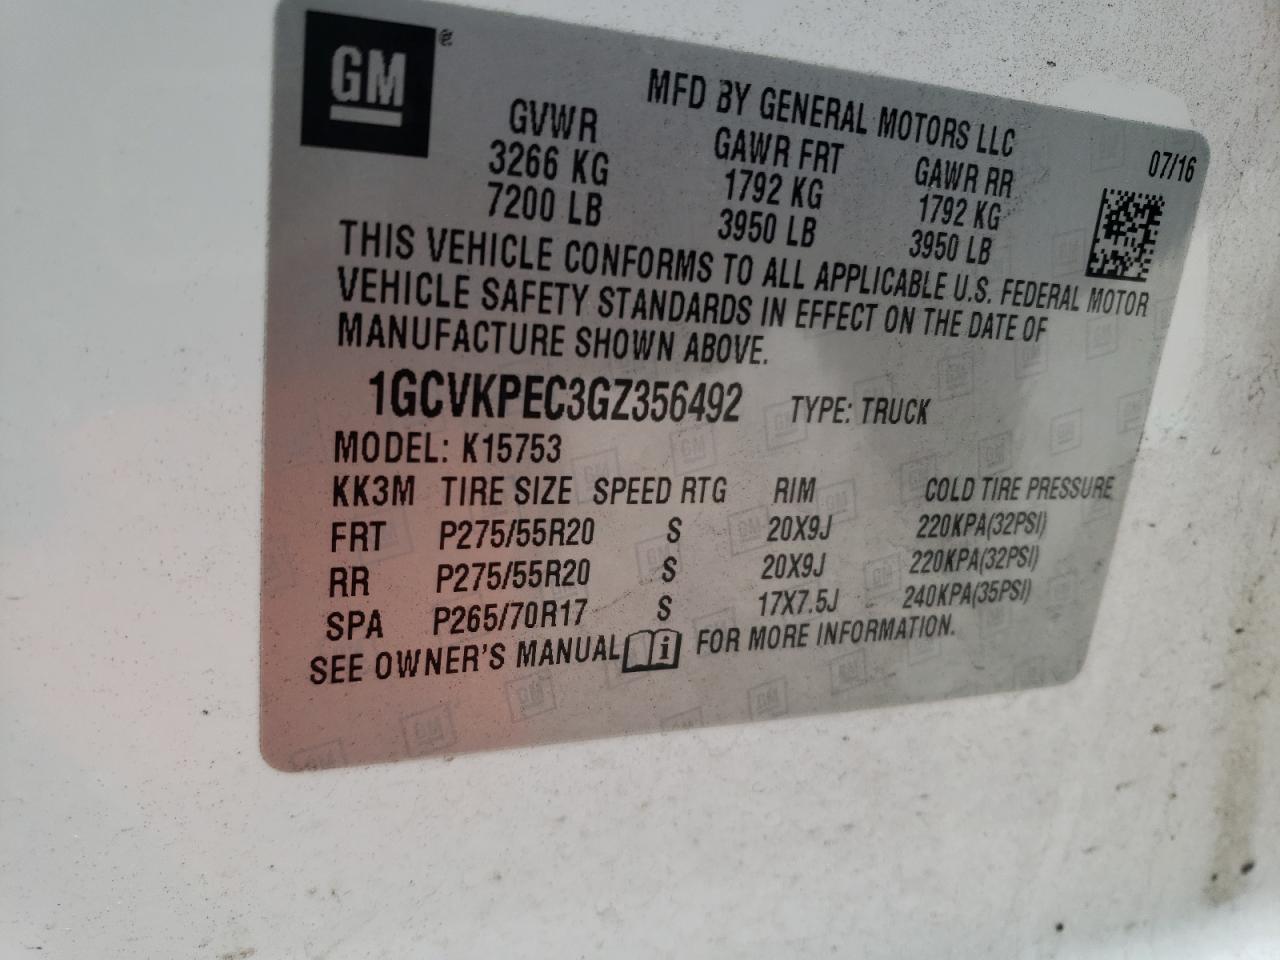 GM
MFD BY GENERAL MOTORS LLC
07/16
GVWR GAWR FRT GAWR RR
3266 KG 1792 KG 1792 KG
7200 LB 3950 LB 3950 LB
THIS VEHICLE CONFORMS TO ALL APPLICABLE U.S. FEDERAL MOTOR
VEHICLE SAFETY STANDARDS IN EFFECT ON THE DATE OF
MANUFACTURE SHOWN ABOVE.
1GCVKPEC3GZ356492 TYPE: TRUCK
MODEL: K15753
KK3M TIRE SIZE SPEED RTG RIM COLD TIRE PRESSURE
FRT P275/55R20 S 20X9J 220KPA(32PSI)
RR P275/55R20 S 20X9J 220KPA(32PSI)
SPA P265/70R17 S 17X7.5J 240KPA(35PSI)
SEE OWNER'S MANUAL FOR MORE INFORMATION.